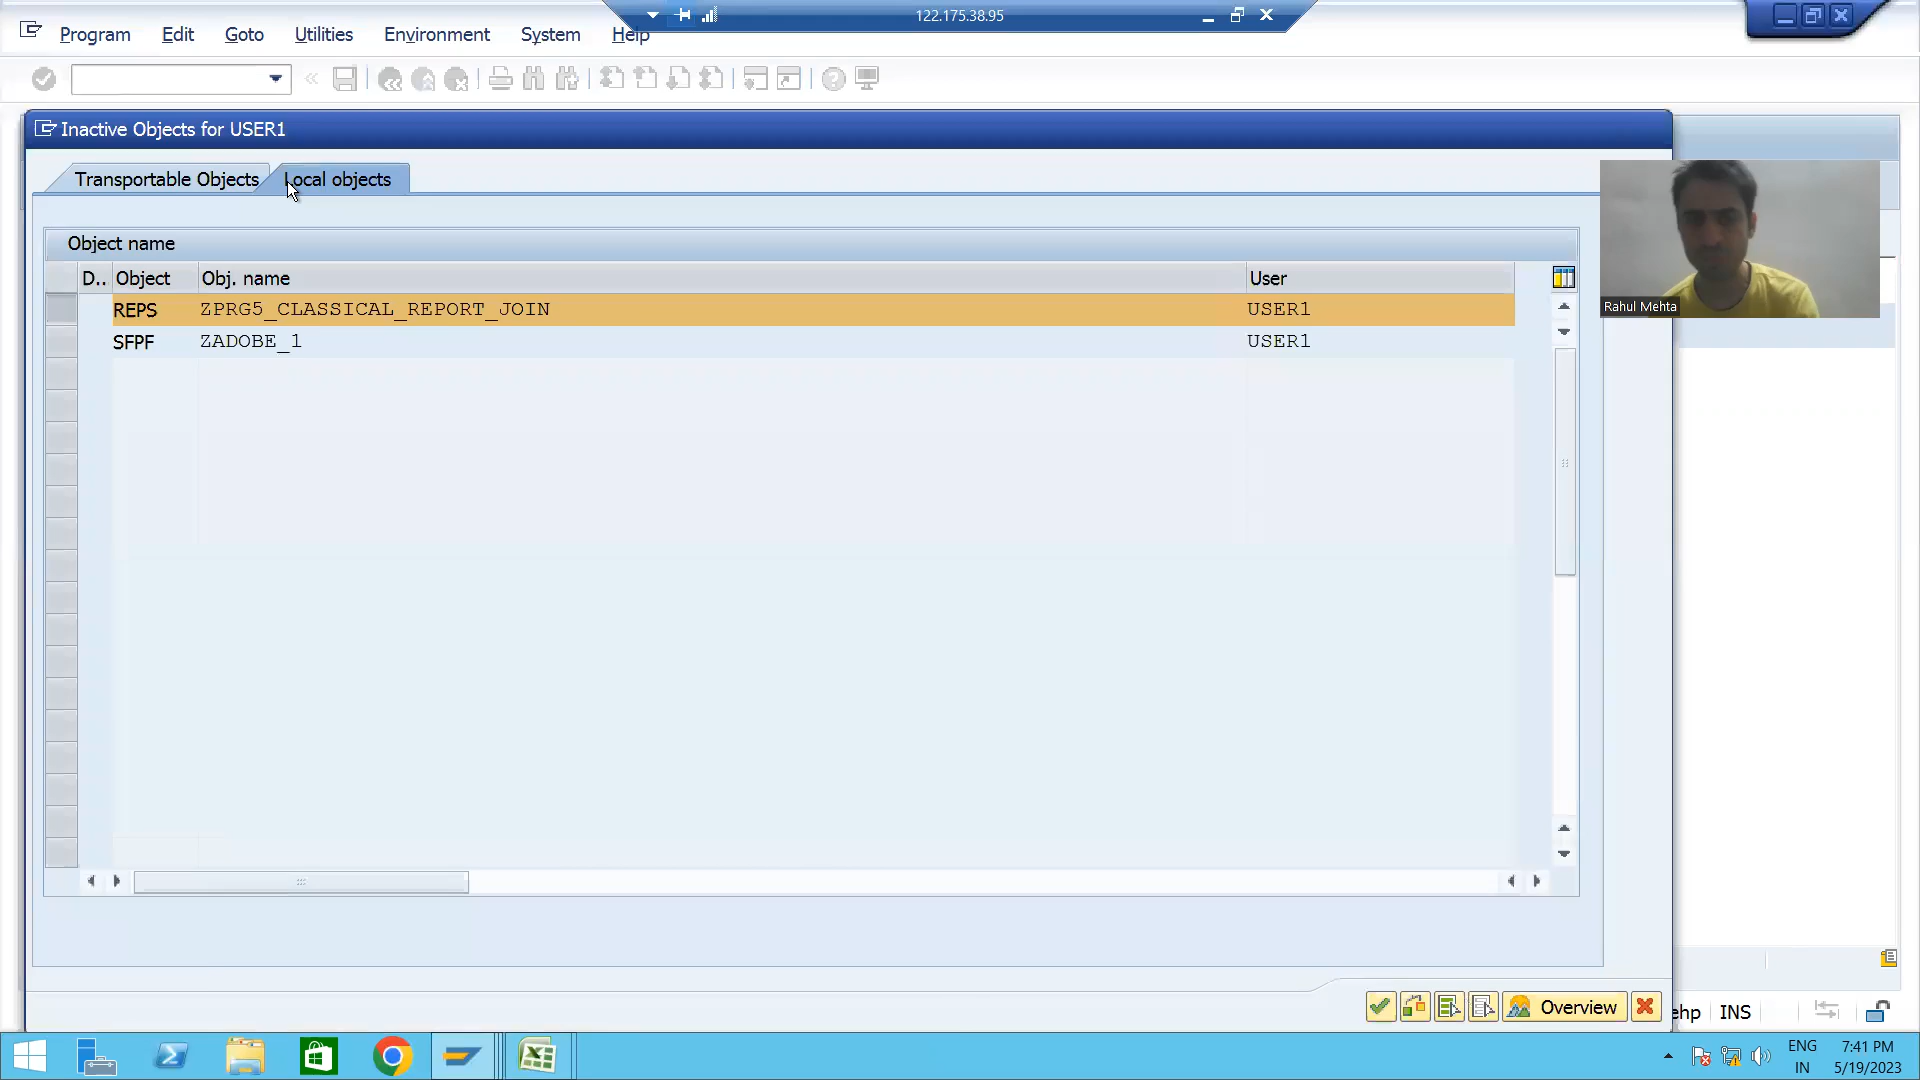 122.175.38.95
Program Edit Goto Utilities Environment System Help
Inactive Objects for USER1
Transportable Objects Local objects
Object name
D.. Object Obj. name User
REPS ZPRG5_CLASSICAL_REPORT_JOIN USER1
SFPF ZADOBE_1 USER1
Rahul Mehta
Overview
ehp INS
ENG 7:41 PM
IN 5/19/2023